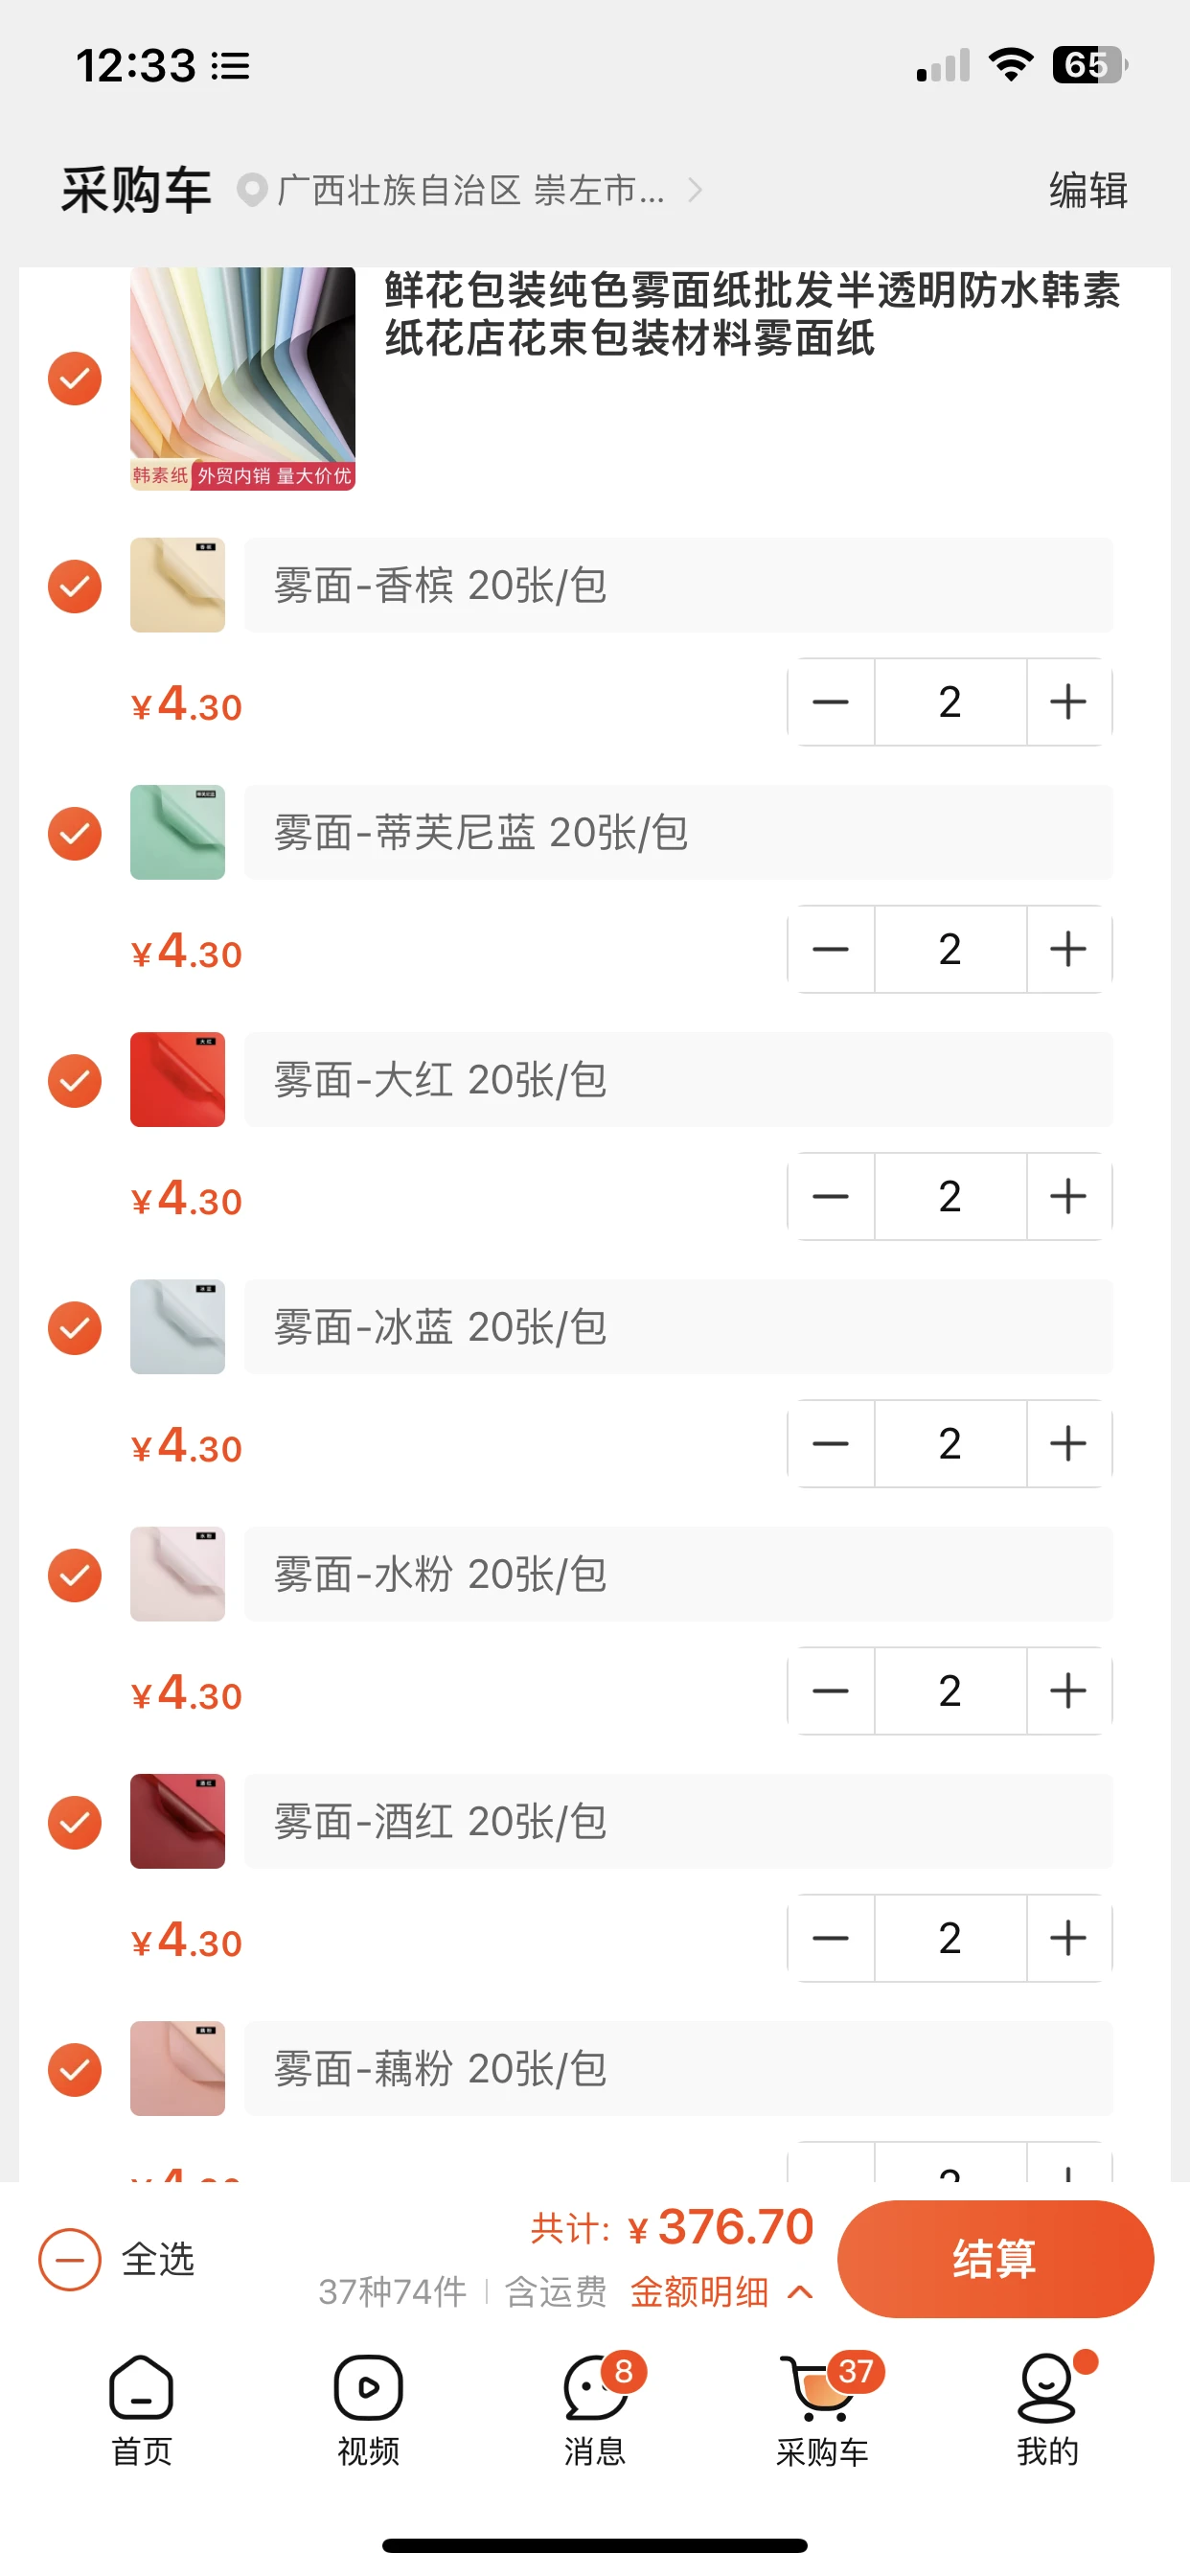 12:33
65
采购车 广西壮族自治区 崇左市...
编辑
鲜花包装纯色雾面纸批发半透明防水韩素
纸花店花束包装材料雾面纸
韩素纸 外贸内销 量大价优
雾面-香槟 20张/包
¥4.30
2
雾面-蒂芙尼蓝 20张/包
¥4.30
2
大红
雾面-大红 20张/包
¥4.30
2
冰蓝
雾面-冰蓝 20张/包
¥4.30
2
水粉
雾面-水粉 20张/包
¥4.30
2
酒红
雾面-酒红 20张/包
¥4.30
2
雾面-藕粉 20张/包
全选
共计: ¥376.70
37种74件 含运费 金额明细
结算
8
37
首页
视频
消息
采购车
我的